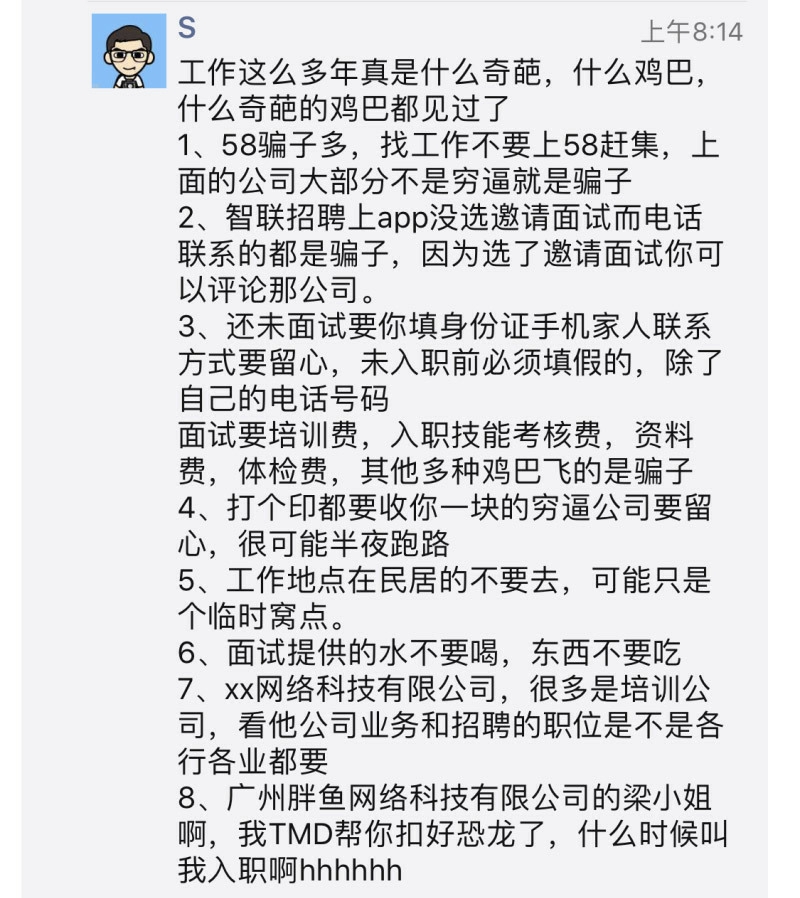 S
上午8:14
工作这么多年真是什么奇葩，什么鸡巴，
什么奇葩的鸡巴都见过了
1、58骗子多，找工作不要上58赶集，上
面的公司大部分不是穷逼就是骗子
2、智联招聘上app没选邀请面试而电话
联系的都是骗子，因为选了邀请面试你可
以评论那公司。
3、还未面试要你填身份证手机家人联系
方式要留心，未入职前必须填假的，除了
自己的电话号码
面试要培训费，入职技能考核费，资料
费，体检费，其他多种鸡巴飞的是骗子
4、打个印都要收你一块的穷逼公司要留
心，很可能半夜跑路
5、工作地点在民居的不要去，可能只是
个临时窝点。
6、面试提供的水不要喝，东西不要吃
7、xx网络科技有限公司，很多是培训公
司，看他公司业务和招聘的职位是不是各
行各业都要
8、广州胖鱼网络科技有限公司的梁小姐
啊，我TMD帮你扣好恐龙了，什么时候叫
我入职啊hhhhhh